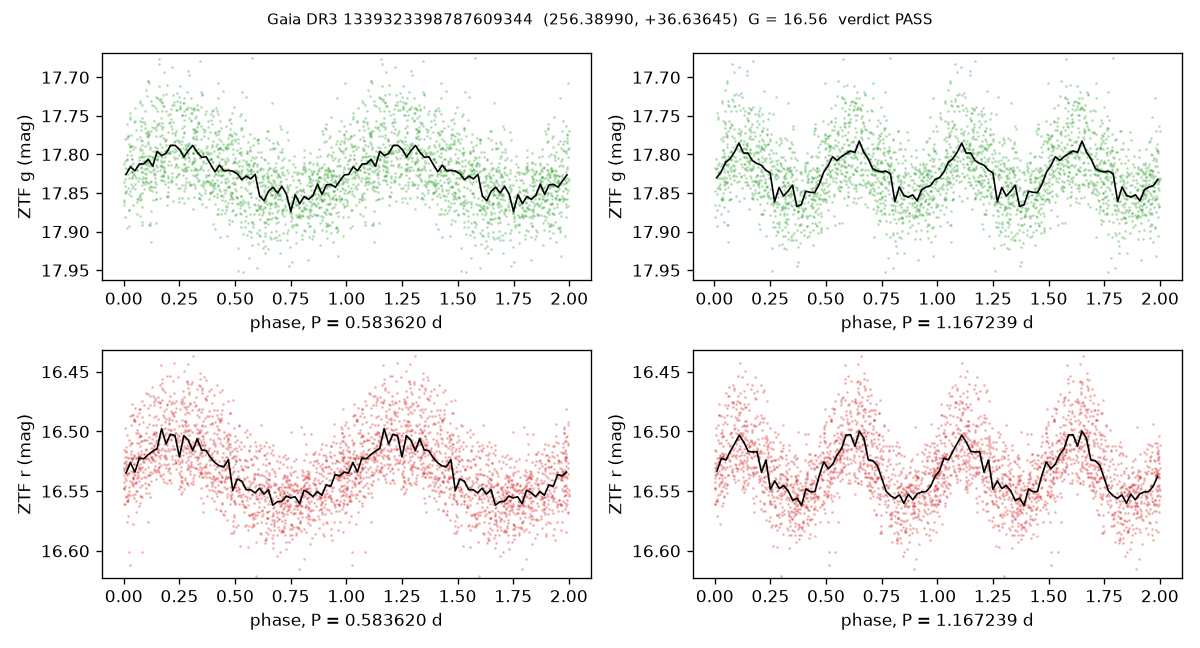 Gaia DR3 1339323398787609344 (256.38990, +36.63645) G = 16.56 verdict PASS
ZTF g (mag)
17.70
17.75
17.80
17.85
17.90
17.95
0.00 0.25 0.50 0.75 1.00 1.25 1.50 1.75 2.00
phase, P = 0.583620 d
ZTF g (mag)
17.70
17.75
17.80
17.85
17.90
17.95
0.00 0.25 0.50 0.75 1.00 1.25 1.50 1.75 2.00
phase, P = 1.167239 d
ZTF r (mag)
16.45
16.50
16.55
16.60
0.00 0.25 0.50 0.75 1.00 1.25 1.50 1.75 2.00
phase, P = 0.583620 d
ZTF r (mag)
16.45
16.50
16.55
16.60
0.00 0.25 0.50 0.75 1.00 1.25 1.50 1.75 2.00
phase, P = 1.167239 d